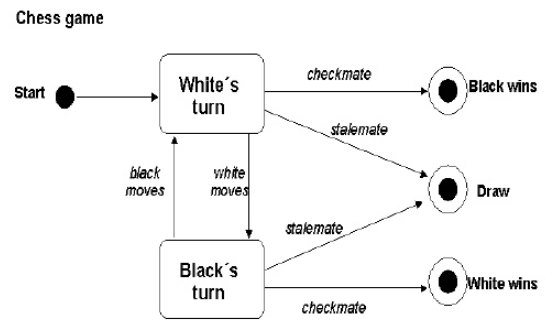 Chess game
Start
White´s
turn
checkmate
Black wins
stalemate
black
moves
white
moves
Draw
stalemate
Black´s
turn
White wins
checkmate